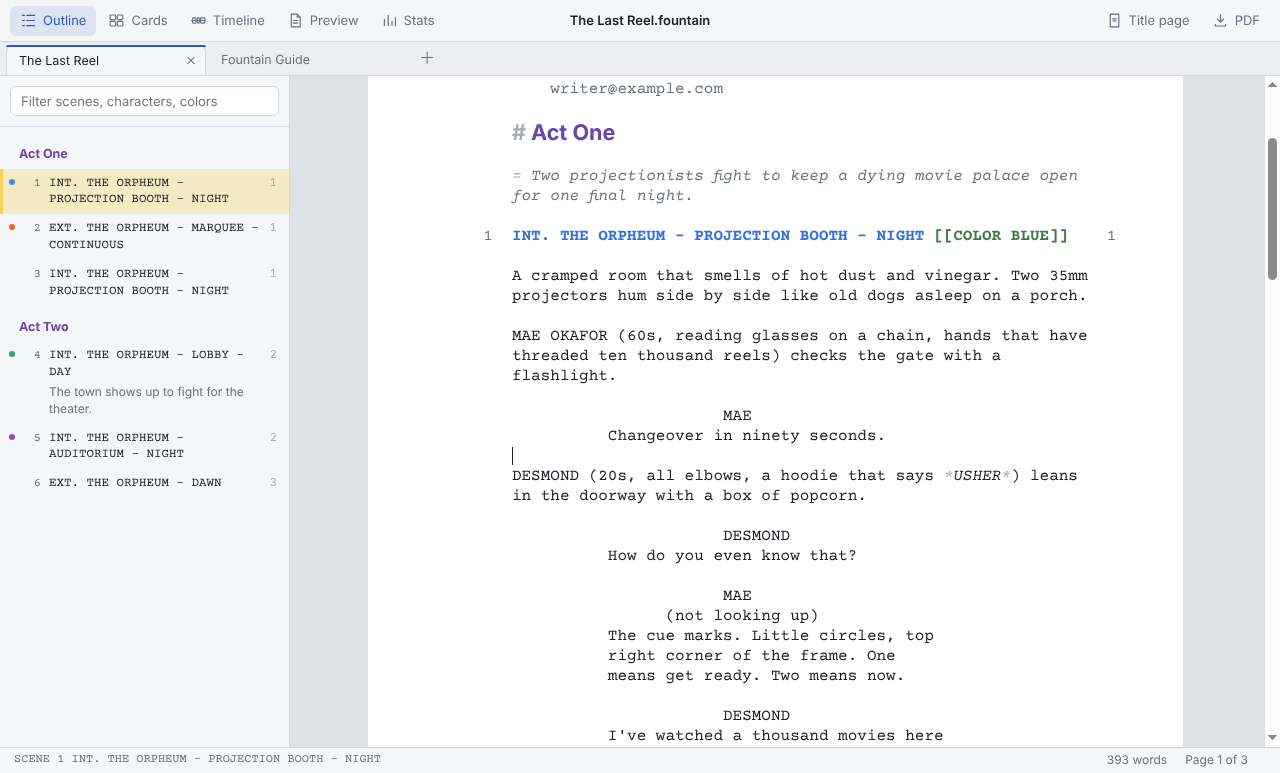 Outline Cards Timeline Preview Stats The Last Reel.fountain Title page PDF
The Last Reel Fountain Guide
Filter scenes, characters, colors
Act One
1 INT. THE ORPHEUM - 1
PROJECTION BOOTH - NIGHT
2 EXT. THE ORPHEUM - MARQUEE - 1
CONTINUOUS
3 INT. THE ORPHEUM - 1
PROJECTION BOOTH - NIGHT
Act Two
4 INT. THE ORPHEUM - LOBBY - 2
DAY
The town shows up to fight for the
theater.
5 INT. THE ORPHEUM - 2
AUDITORIUM - NIGHT
6 EXT. THE ORPHEUM - DAWN 3
writer@example.com
# Act One
= Two projectionists fight to keep a dying movie palace open
for one final night.
1 INT. THE ORPHEUM - PROJECTION BOOTH - NIGHT [[COLOR BLUE]] 1
A cramped room that smells of hot dust and vinegar. Two 35mm
projectors hum side by side like old dogs asleep on a porch.
MAE OKAFOR (60s, reading glasses on a chain, hands that have
threaded ten thousand reels) checks the gate with a
flashlight.
MAE
Changeover in ninety seconds.
DESMOND (20s, all elbows, a hoodie that says *USHER*) leans
in the doorway with a box of popcorn.
DESMOND
How do you even know that?
MAE
(not looking up)
The cue marks. Little circles, top
right corner of the frame. One
means get ready. Two means now.
DESMOND
I've watched a thousand movies here
SCENE 1 INT. THE ORPHEUM - PROJECTION BOOTH - NIGHT 393 words Page 1 of 3